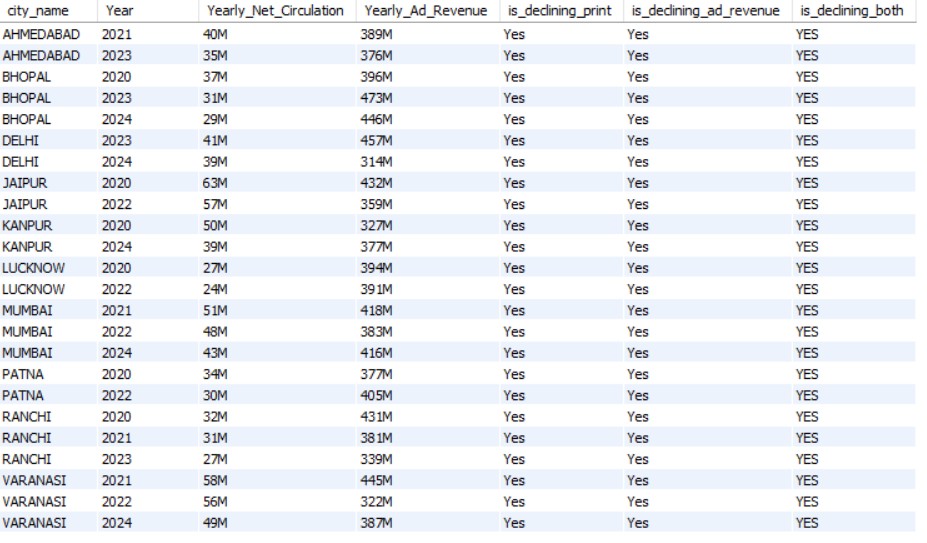 city_name Year Yearly_Net_Circulation Yearly_Ad_Revenue is_declining_print is_declining_ad_revenue is_declining_both
AHMEDABAD 2021 40M 389M Yes Yes YES
AHMEDABAD 2023 35M 376M Yes Yes YES
BHOPAL 2020 37M 396M Yes Yes YES
BHOPAL 2023 31M 473M Yes Yes YES
BHOPAL 2024 29M 446M Yes Yes YES
DELHI 2023 41M 457M Yes Yes YES
DELHI 2024 39M 314M Yes Yes YES
JAIPUR 2020 63M 432M Yes Yes YES
JAIPUR 2022 57M 359M Yes Yes YES
KANPUR 2020 50M 327M Yes Yes YES
KANPUR 2024 39M 377M Yes Yes YES
LUCKNOW 2020 27M 394M Yes Yes YES
LUCKNOW 2022 24M 391M Yes Yes YES
MUMBAI 2021 51M 418M Yes Yes YES
MUMBAI 2022 48M 383M Yes Yes YES
MUMBAI 2024 43M 416M Yes Yes YES
PATNA 2020 34M 377M Yes Yes YES
PATNA 2022 30M 405M Yes Yes YES
RANCHI 2020 32M 431M Yes Yes YES
RANCHI 2021 31M 381M Yes Yes YES
RANCHI 2023 27M 339M Yes Yes YES
VARANASI 2021 58M 445M Yes Yes YES
VARANASI 2022 56M 322M Yes Yes YES
VARANASI 2024 49M 387M Yes Yes YES